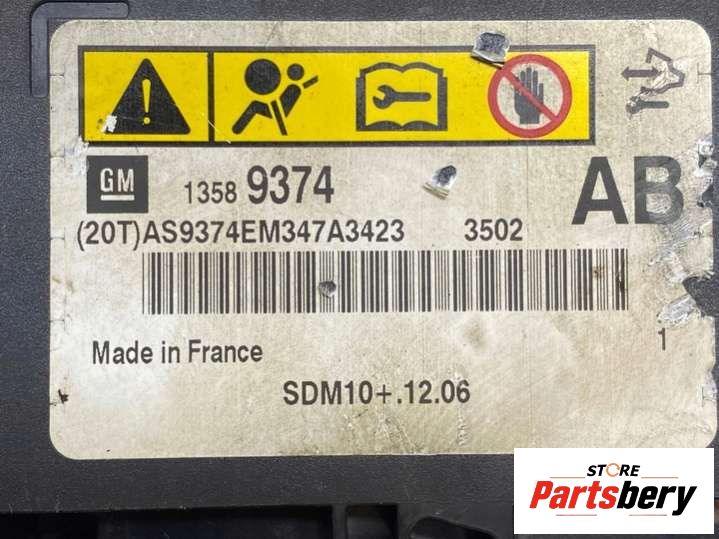 GM 1358 9374 AB
(20T)AS9374EM347A3423 3502
Made in France
1
SDM10+.12.06
STORE
Partsbery